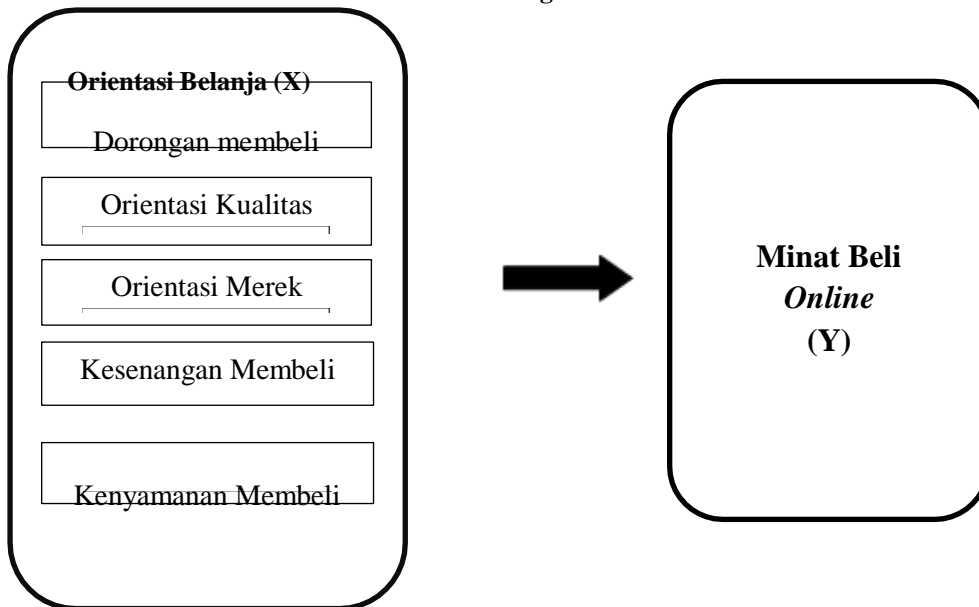 Orientasi Belanja (X)
Dorongan membeli
Orientasi Kualitas
Orientasi Merek
Kesenangan Membeli
Kenyamanan Membeli
Minat Beli
Online
(Y)